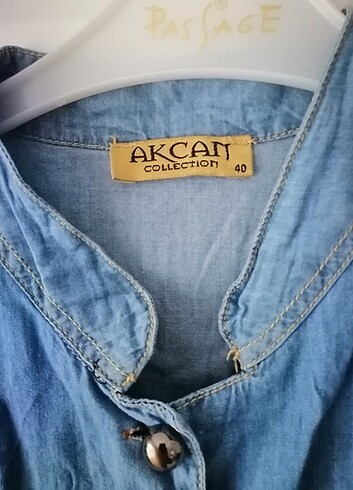 ®
PASSAGE
AKCAN
COLLECTION
40